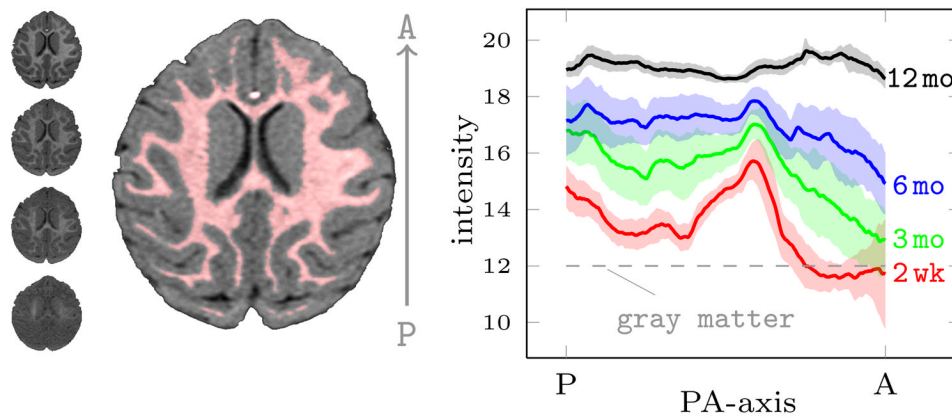 A
P
intensity
20
18
16
14
12
10
12 mo
6 mo
3 mo
2 wk
gray matter
P
A
PA-axis